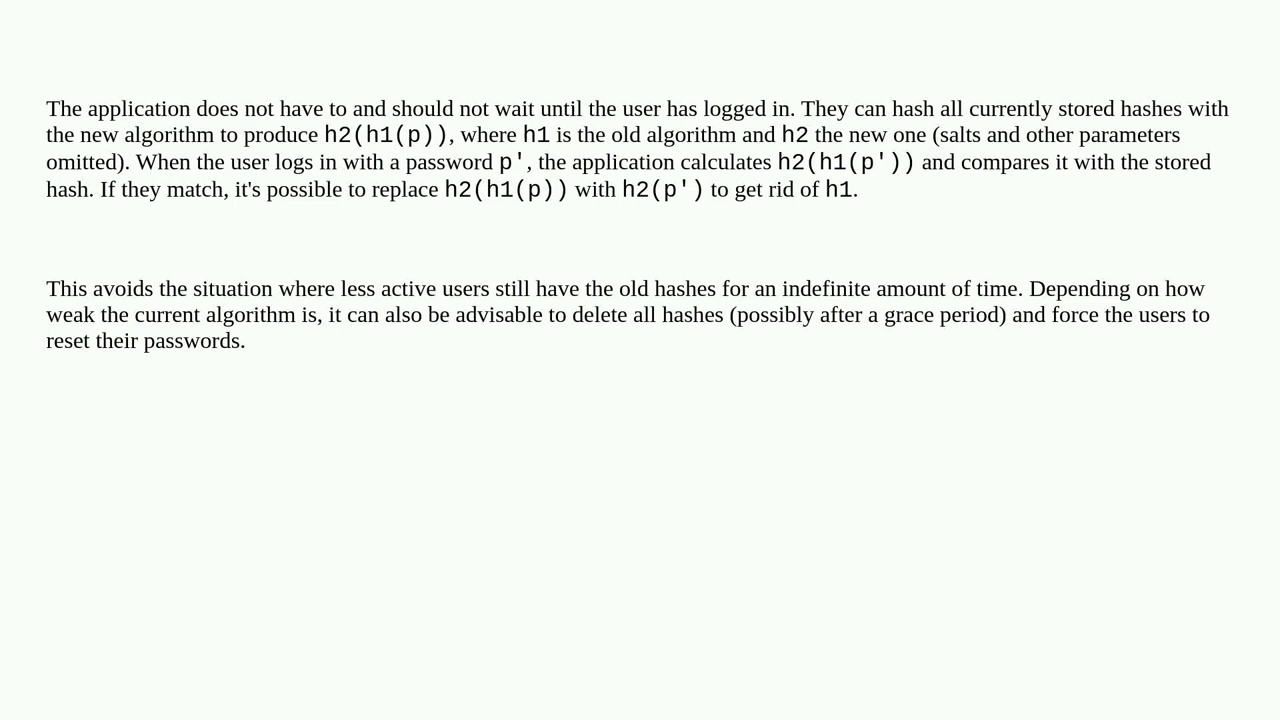 The application does not have to and should not wait until the user has logged in. They can hash all currently stored hashes with
the new algorithm to produce h2(h1(p)), where h1 is the old algorithm and h2 the new one (salts and other parameters
omitted). When the user logs in with a password p', the application calculates h2(h1(p')) and compares it with the stored
hash. If they match, it's possible to replace h2(h1(p)) with h2(p') to get rid of h1.
This avoids the situation where less active users still have the old hashes for an indefinite amount of time. Depending on how
weak the current algorithm is, it can also be advisable to delete all hashes (possibly after a grace period) and force the users to
reset their passwords.